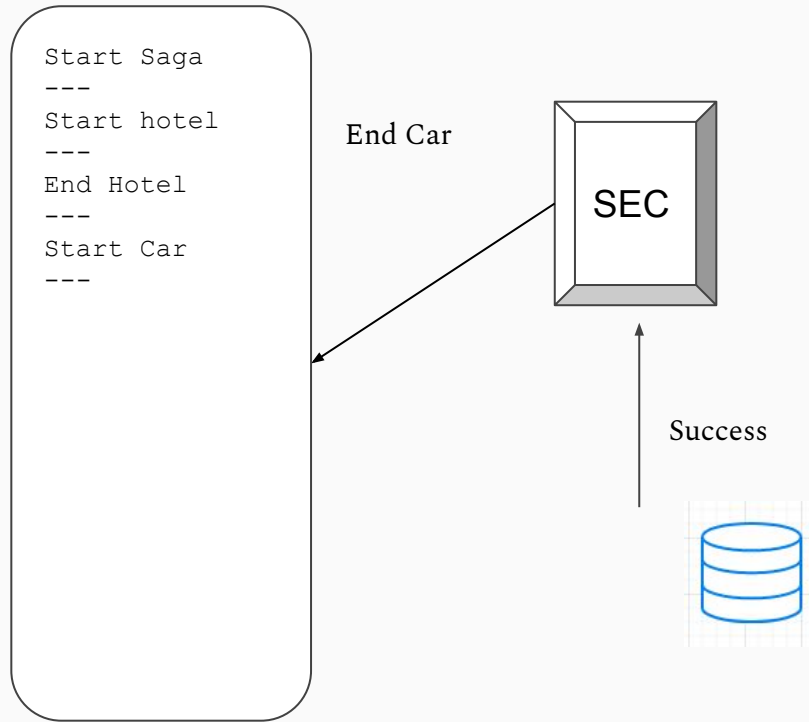 Start Saga
---
Start hotel
---
End Hotel
---
Start Car
---
End Car
SEC
Success